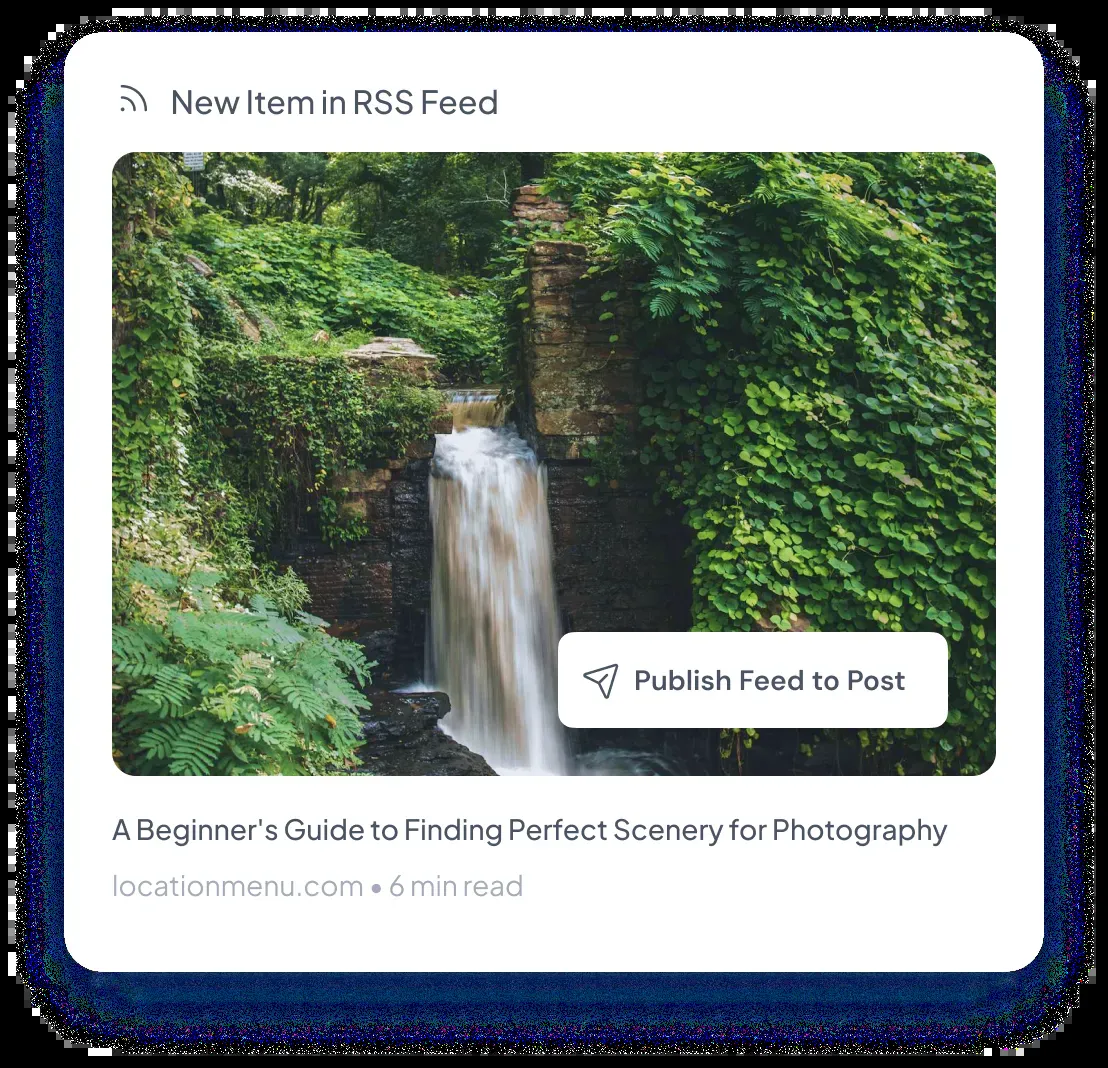 New Item in RSS Feed
Publish Feed to Post
A Beginner's Guide to Finding Perfect Scenery for Photography
locationmenu.com • 6 min read